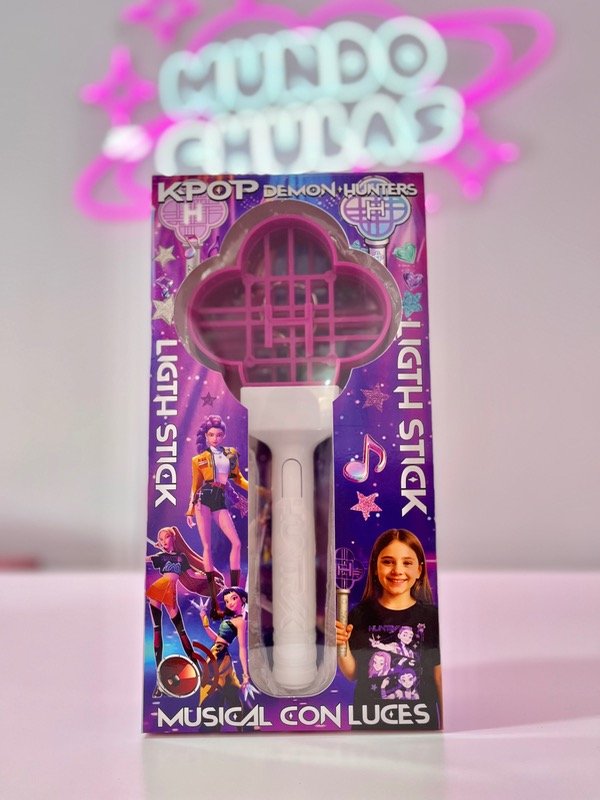 MUNDO
CHULAS
KPOP DEMON HUNTERS
H
H
H
LIGTH STICK
LIGTH STICK
HUNTR/X
MUSICAL CON LUCES